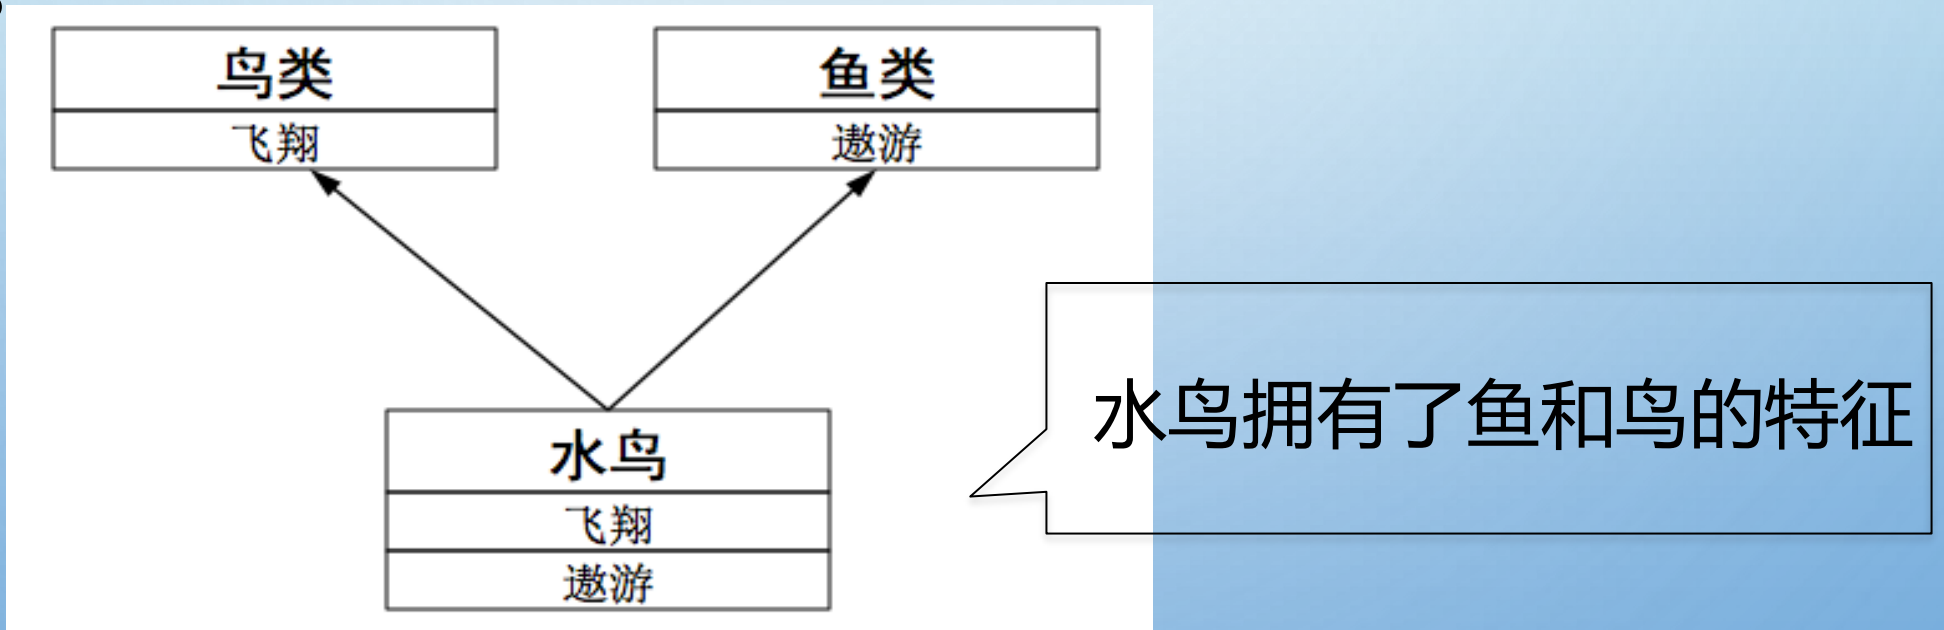 鸟类
飞翔
鱼类
遨游
水鸟拥有了鱼和鸟的特征
水鸟
飞翔
遨游